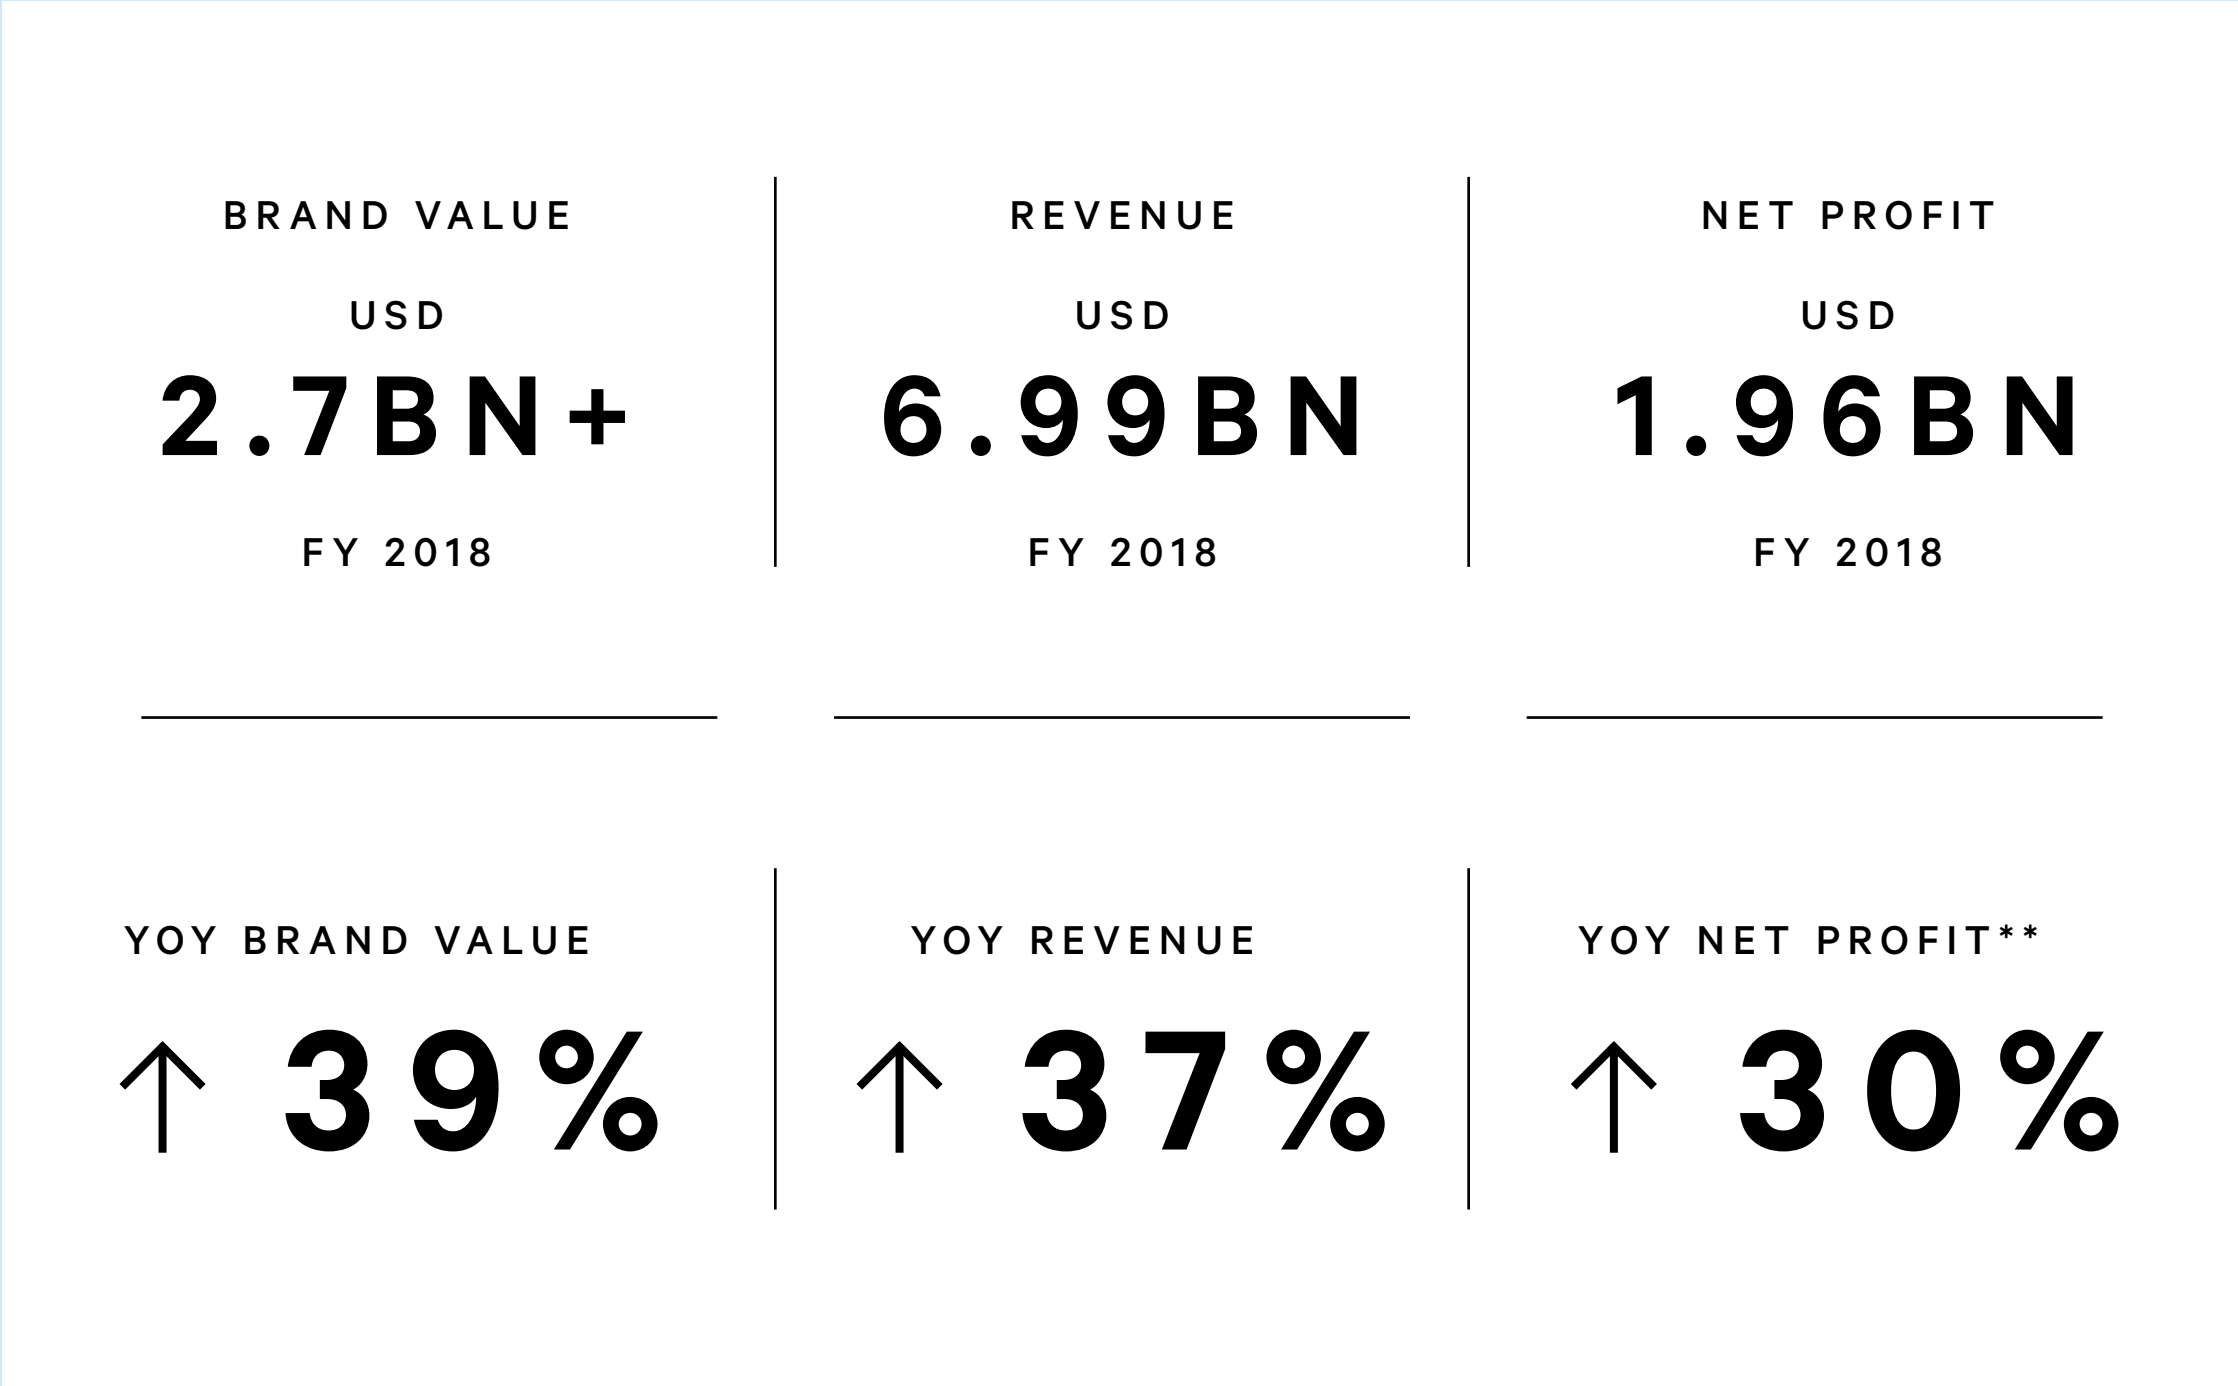 BRAND VALUE
USD
2.7BN+
FY 2018
REVENUE
USD
6.99BN
FY 2018
NET PROFIT
USD
1.96BN
FY 2018
YOY BRAND VALUE
↑ 39%
YOY REVENUE
↑ 37%
YOY NET PROFIT**
↑ 30%